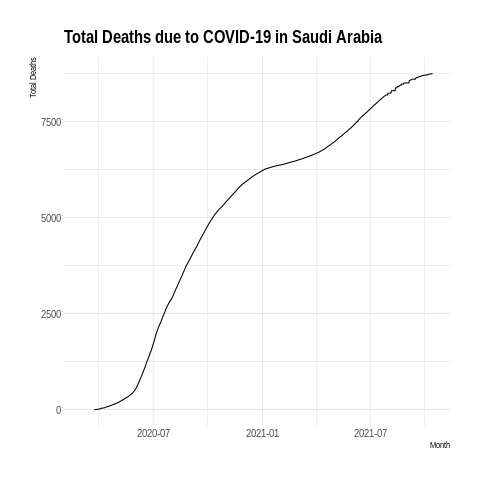 Total Deaths due to COVID-19 in Saudi Arabia
Total Deaths
7500
5000
2500
0
2020-07
2021-01
2021-07
Month